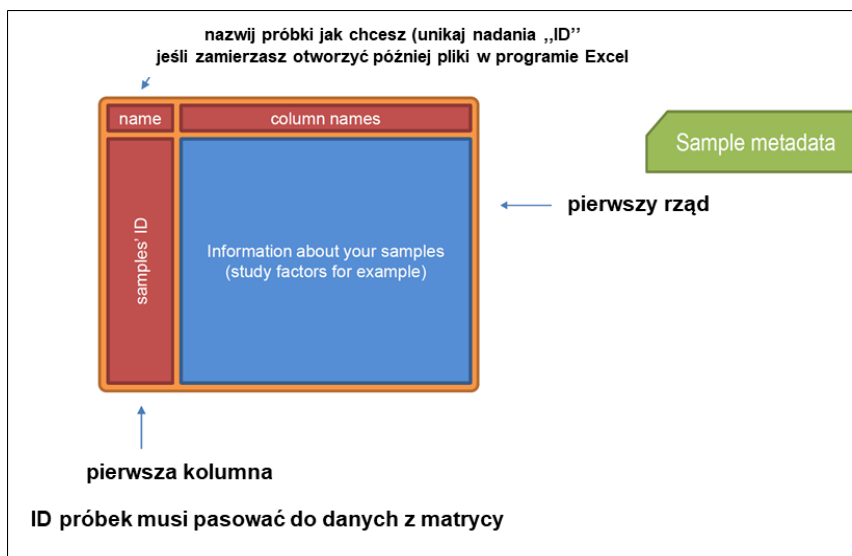 nazwij próbki jak chcesz (unikaj nadania ,,ID”
jeśli zamierzasz otworzyć później pliki w programie Excel
name
column names
Sample metadata
pierwszy rząd
samples' ID
Information about your samples
(study factors for example)
pierwsza kolumna
ID próbek musi pasować do danych z matrycy